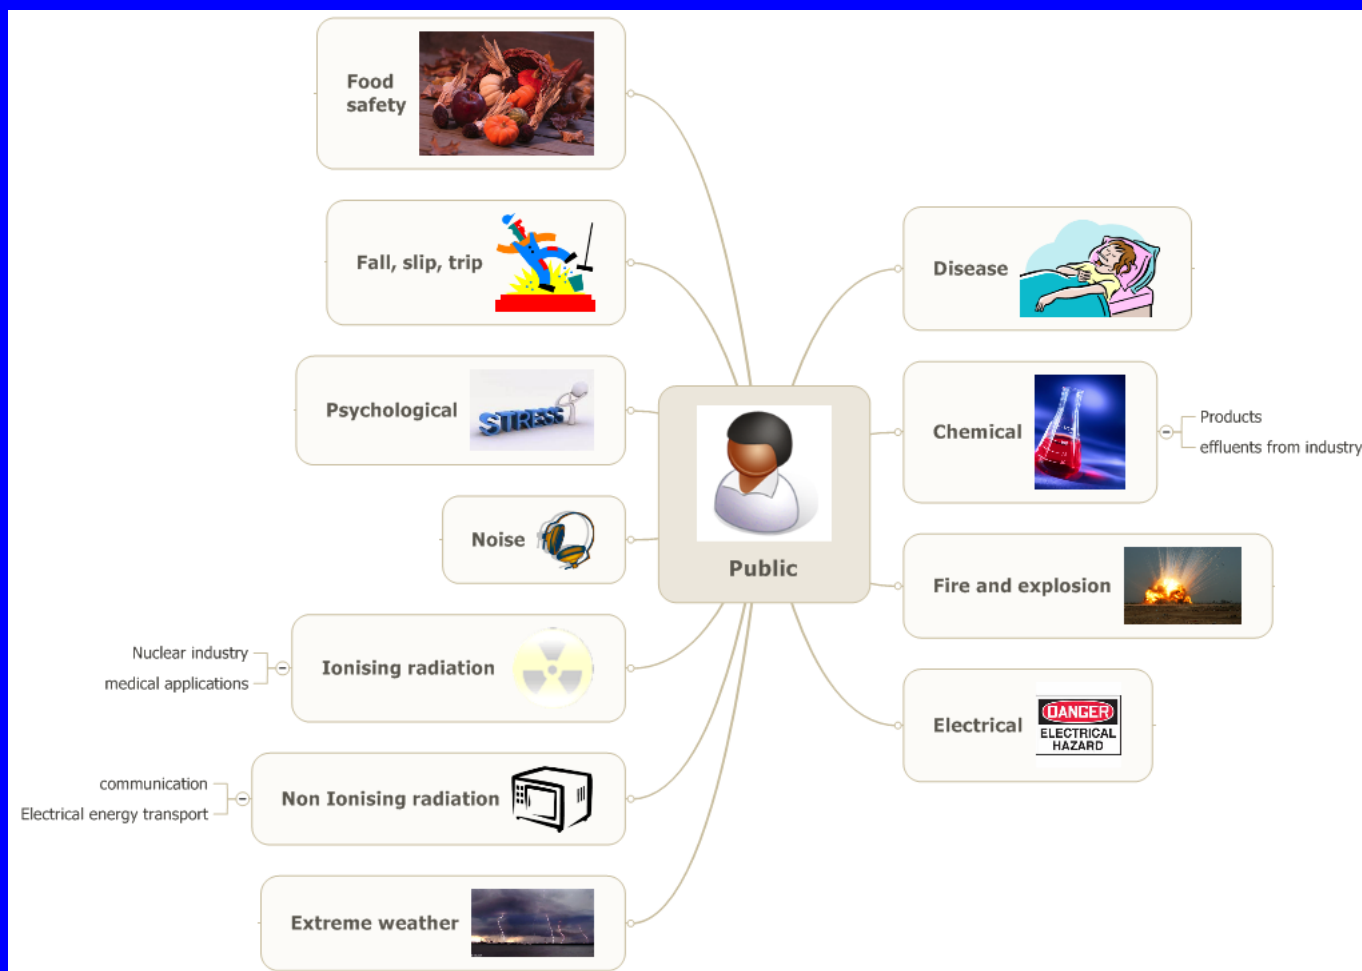 Food
safety
Fall, slip, trip
Psychological
STRESS
Noise
Nuclear industry
medical applications
Ionising radiation
communication
Electrical energy transport
Non Ionising radiation
Extreme weather
Public
Disease
Chemical
Products
effluents from industry
Fire and explosion
Electrical
DANGER
ELECTRICAL
HAZARD